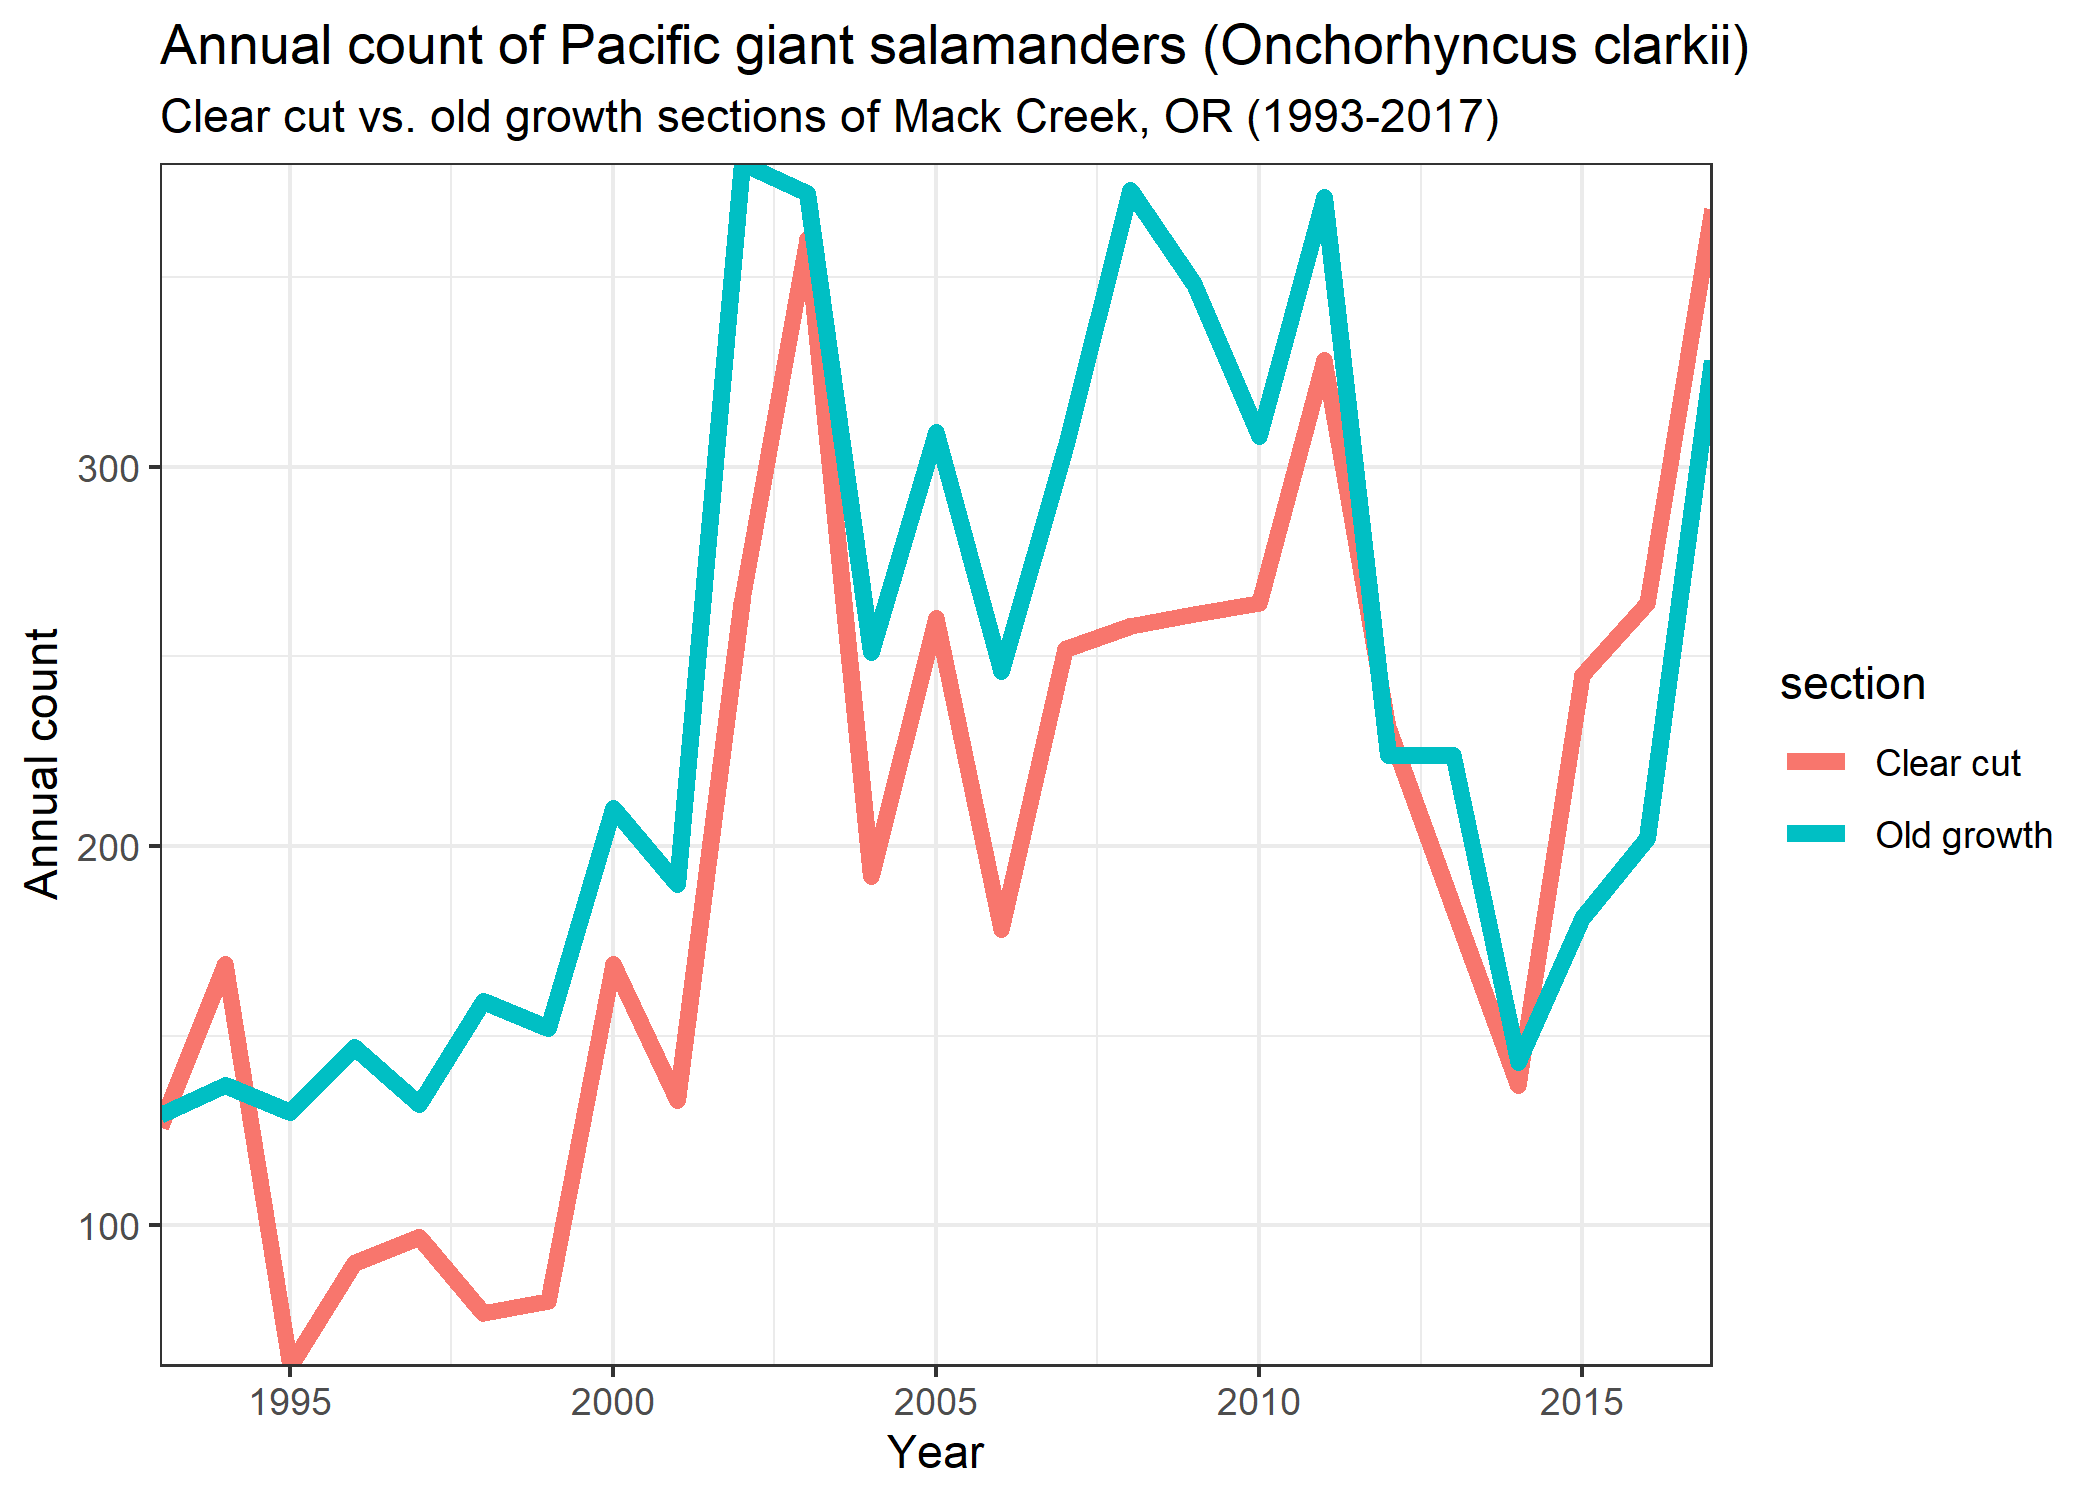 Annual count of Pacific giant salamanders (Onchorhyncus clarkii)
Clear cut vs. old growth sections of Mack Creek, OR (1993-2017)
Annual count
300
200
100
1995 2000 2005 2010 2015
Year
section
Clear cut
Old growth